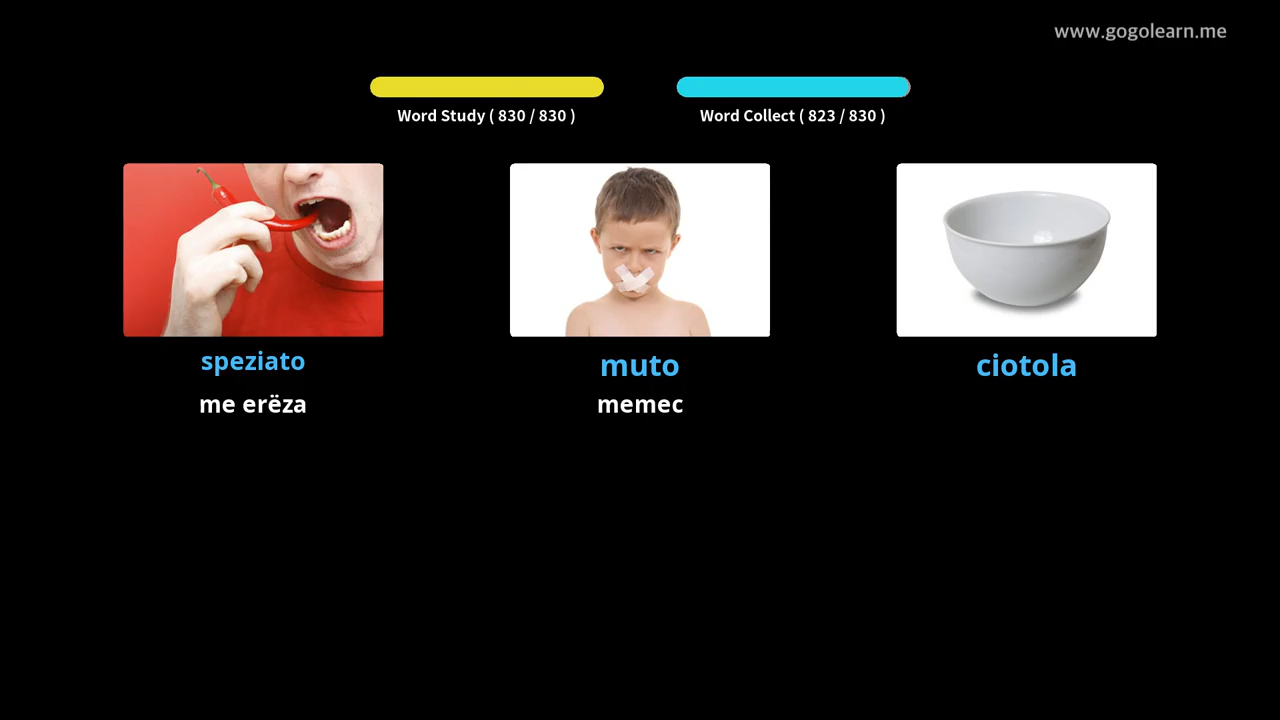 www.gogolearn.me
Word Study ( 830 / 830 )
Word Collect ( 823 / 830 )
speziato
muto
ciotola
me erëza
memec